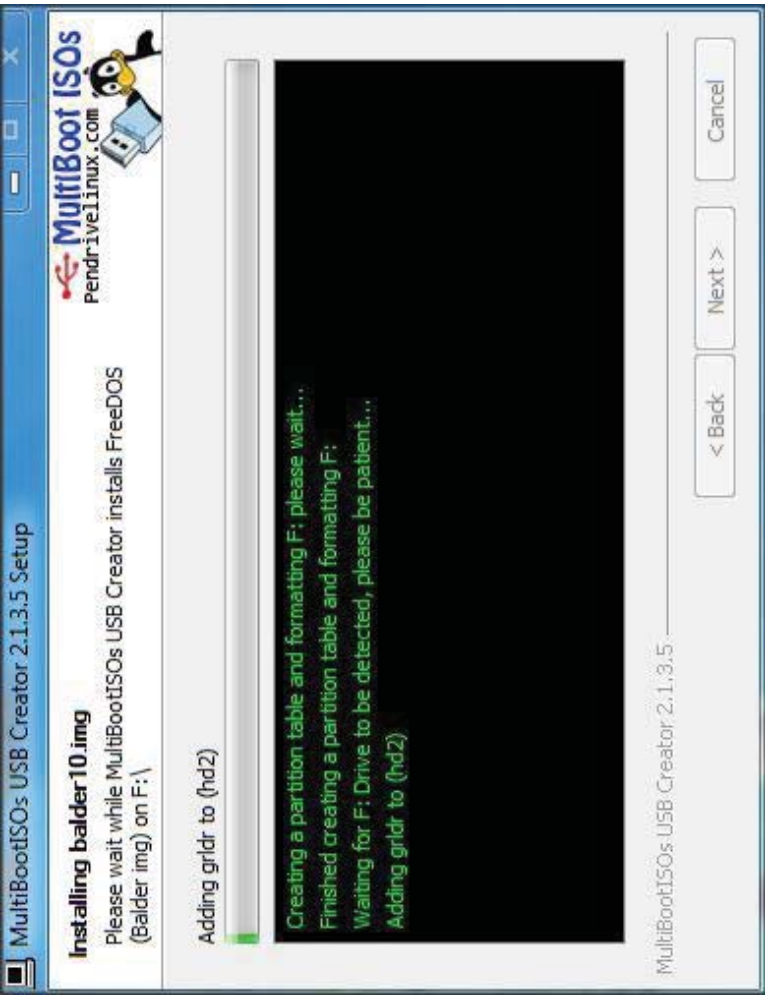 MultiBootISOs USB Creator 2.1.3.5 Setup
Installing balder10.img
Please wait while MultiBootISOs USB Creator installs FreeDOS
(Balder img) on F:\
MultiBoot ISOs
Pendrivelinux.com
Adding grldr to (hd2)
Creating a partition table and formatting F: please wait...
Finished creating a partition table and formatting F:
Waiting for F: Drive to be detected, please be patient...
Adding grldr to (hd2)
MultiBootISOs USB Creator 2.1.3.5
< Back
Next >
Cancel